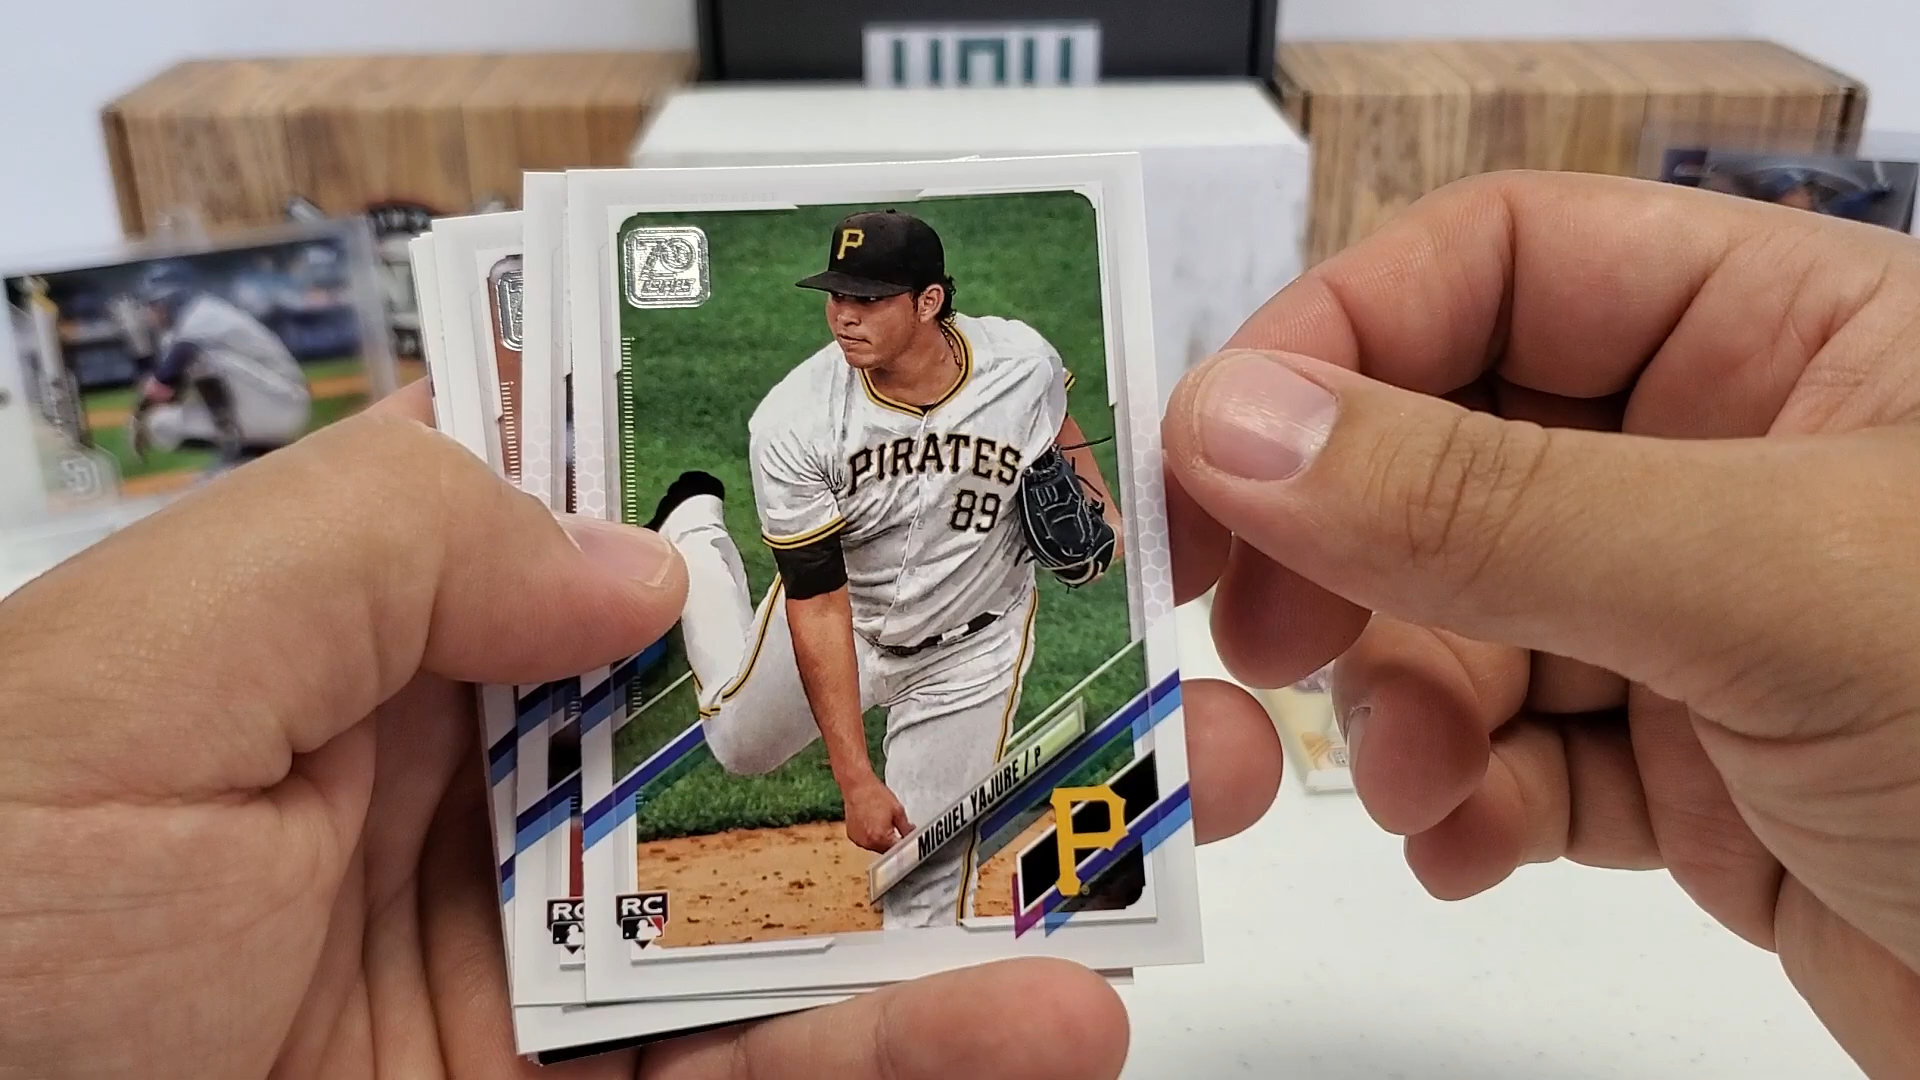 P
70
TOPPS
PIRATES
89
MIGUEL YAJURE / P
P
RC
RC